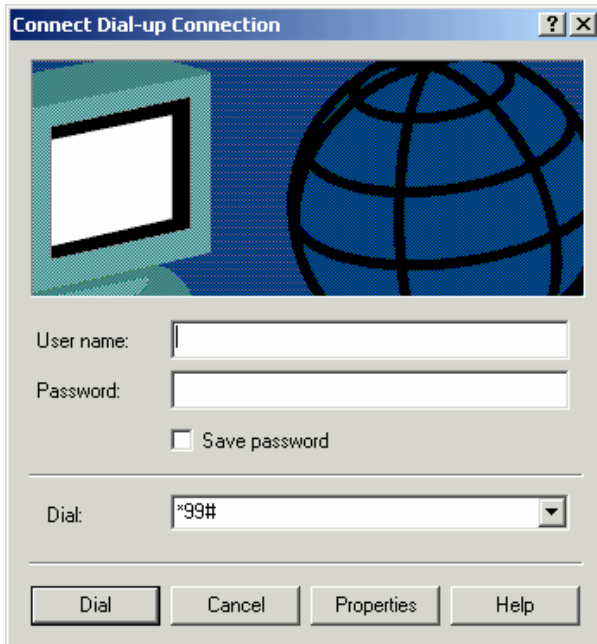 Connect Dial-up Connection
User name:
Password:
Save password
Dial: *99#
Dial Cancel Properties Help